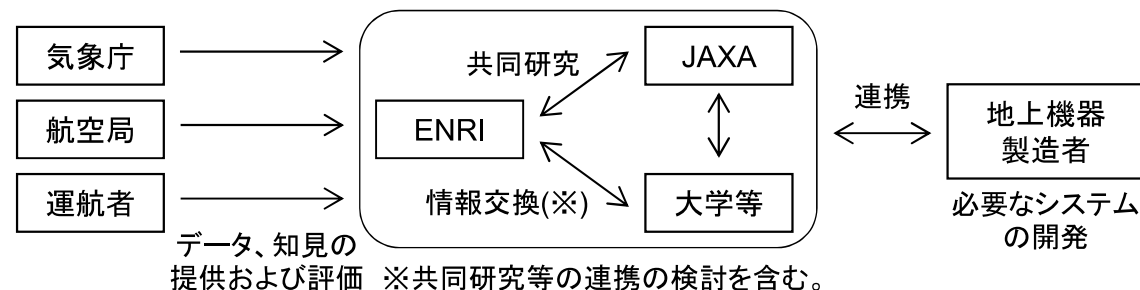 気象庁
航空局
運航者
データ、知見の
提供および評価
共同研究
JAXA
ENRI
情報交換(※)
大学等
※共同研究等の連携の検討を含む。
連携
地上機器
製造者
必要なシステム
の開発